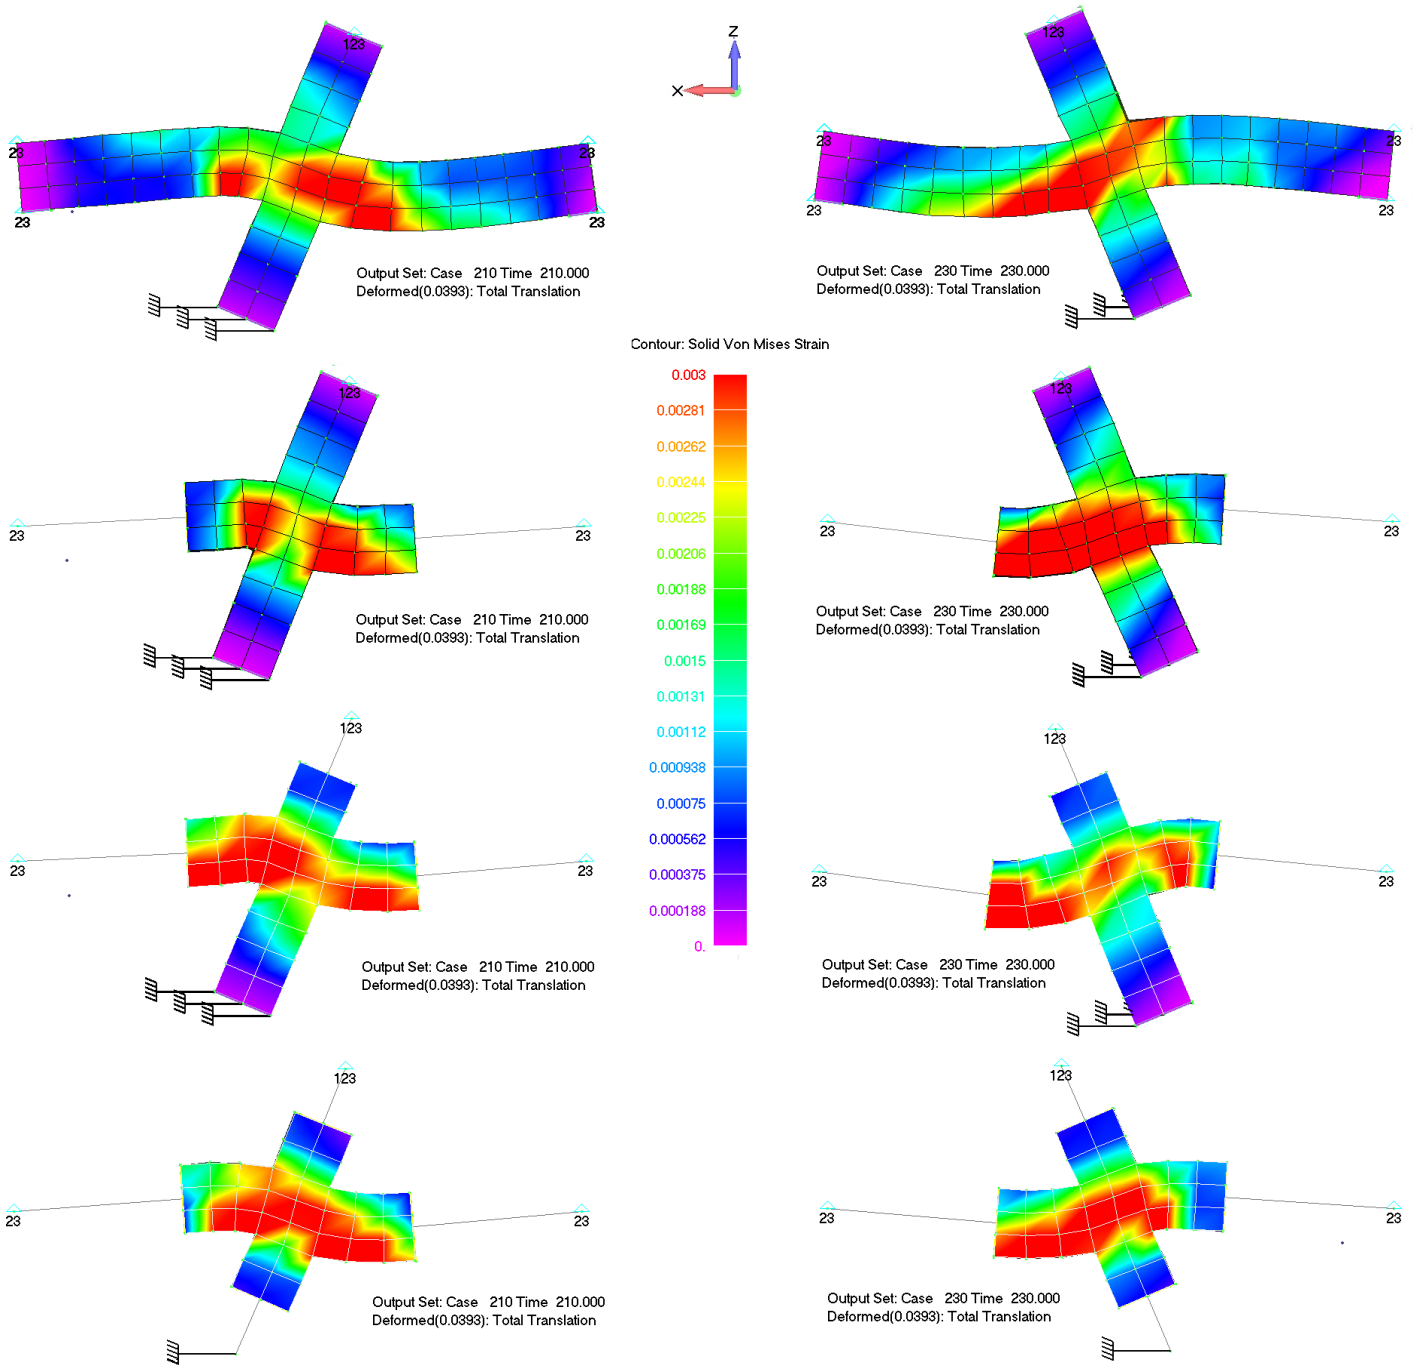 123
123
Z
X
23
23
23
23
23
23
23
23
Output Set: Case 210 Time 210.000
Deformed(0.0393): Total Translation
Output Set: Case 230 Time 230.000
Deformed(0.0393): Total Translation
Contour: Solid Von Mises Strain
0.003
0.00281
0.00262
0.00244
0.00225
0.00206
0.00188
0.00169
0.0015
0.00131
0.00112
0.000938
0.00075
0.000562
0.000375
0.000188
0.
123
123
23
23
23
23
Output Set: Case 210 Time 210.000
Deformed(0.0393): Total Translation
Output Set: Case 230 Time 230.000
Deformed(0.0393): Total Translation
123
123
23
23
23
23
Output Set: Case 210 Time 210.000
Deformed(0.0393): Total Translation
Output Set: Case 230 Time 230.000
Deformed(0.0393): Total Translation
123
123
23
23
23
23
Output Set: Case 210 Time 210.000
Deformed(0.0393): Total Translation
Output Set: Case 230 Time 230.000
Deformed(0.0393): Total Translation